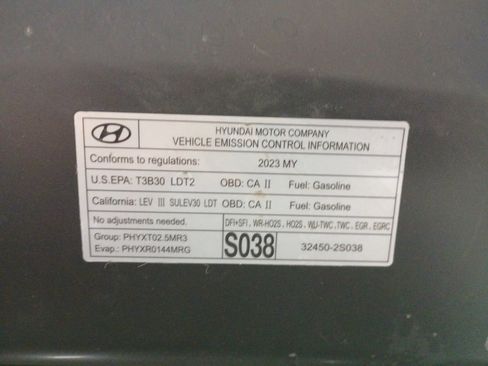 HYUNDAI MOTOR COMPANY
VEHICLE EMISSION CONTROL INFORMATION
Conforms to regulations: 2023 MY
U.S.EPA: T3B30 LDT2 OBD: CA II Fuel: Gasoline
California: LEV III SULEV30 LDT OBD: CA II Fuel: Gasoline
No adjustments needed. DFI+SFI, WR-HO2S, HO2S, WU-TWC, TWC, EGR, EGRC
Group: PHYXT02.5MR3
Evap.: PHYXR0144MRG
S038
32450-2S038